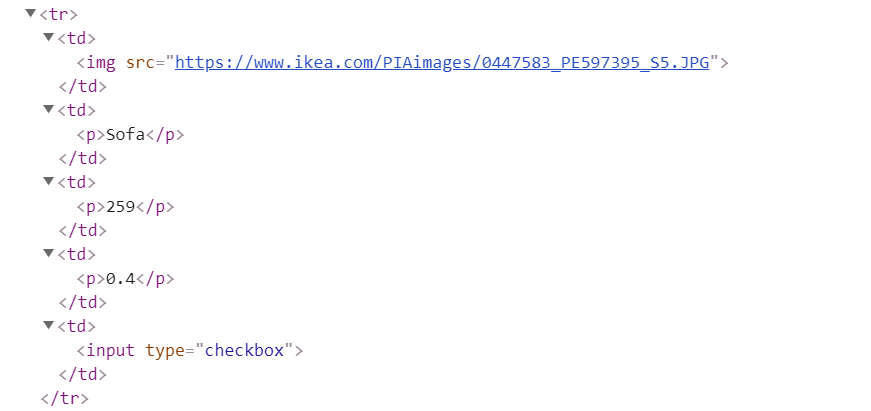 ▼<tr>
▼<td>
<img src="https://www.ikea.com/PIAimages/0447583_PE597395_S5.JPG">
</td>
▼<td>
<p>Sofa</p>
</td>
▼<td>
<p>259</p>
</td>
▼<td>
<p>0.4</p>
</td>
▼<td>
<input type="checkbox">
</td>
</tr>